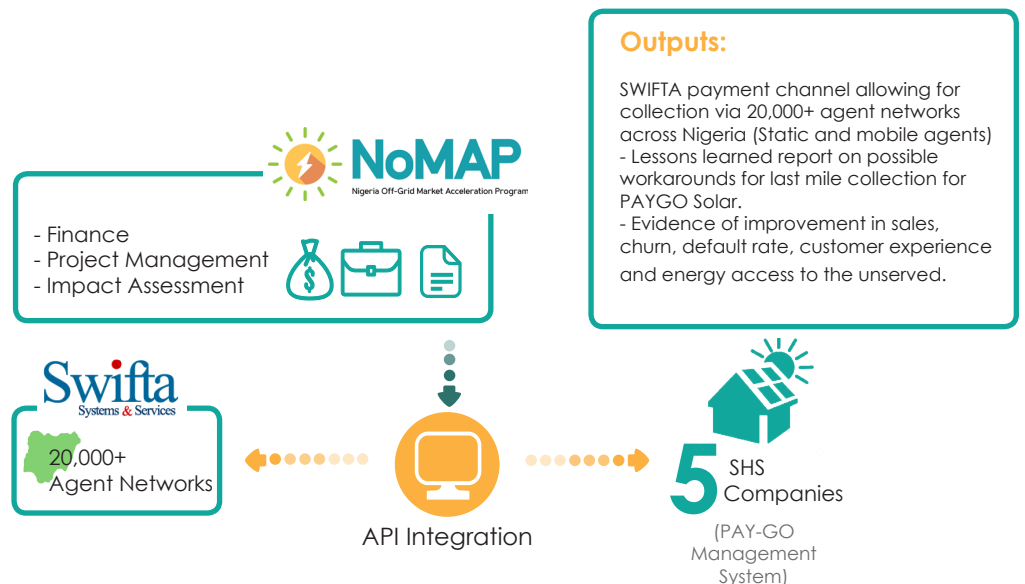 NoMAP
Nigeria Off-Grid Market Acceleration Program
- Finance
- Project Management
- Impact Assessment
$
Outputs:
SWIFTA payment channel allowing for
collection via 20,000+ agent networks
across Nigeria (Static and mobile agents)
- Lessons learned report on possible
workarounds for last mile collection for
PAYGO Solar.
- Evidence of improvement in sales,
churn, default rate, customer experience
and energy access to the unserved.
Swifta
Systems & Services
20,000+
Agent Networks
API Integration
5 SHS
Companies
(PAY-GO
Management
System)